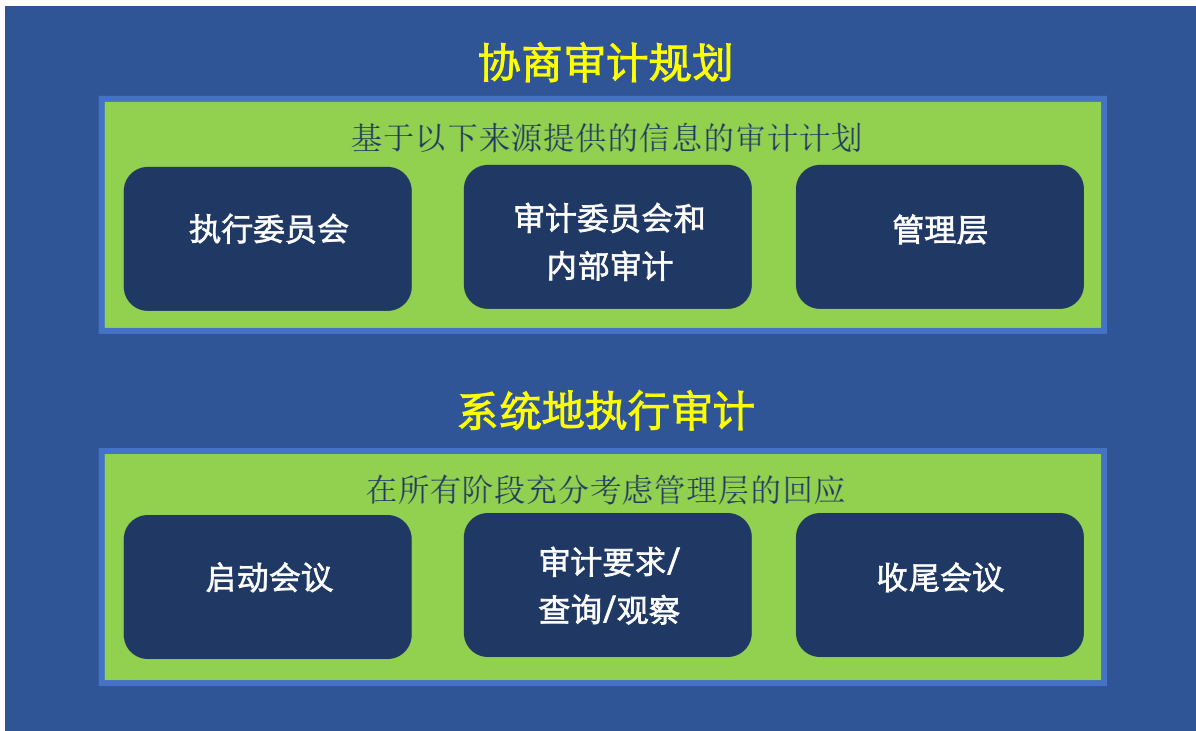 协商审计规划
基于以下来源提供的信息的审计计划
执行委员会
审计委员会和
内部审计
管理层
系统地执行审计
在所有阶段充分考虑管理层的回应
启动会议
审计要求/
查询/观察
收尾会议